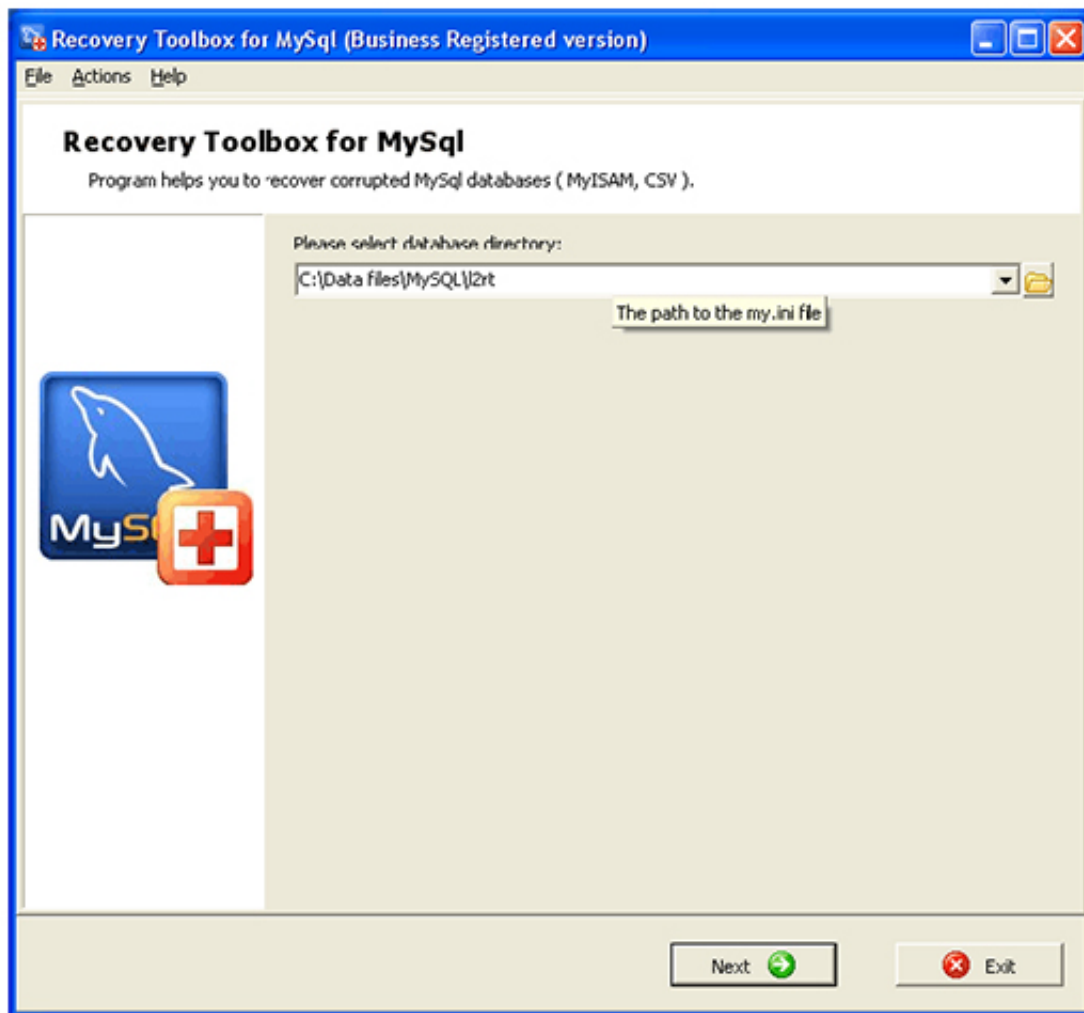 Recovery Toolbox for MySql (Business Registered version)
File Actions Help
Recovery Toolbox for MySql
Program helps you to recover corrupted MySql databases ( MyISAM, CSV ).
Please select database directory:
C:\Data files\MySQL\l2rt
The path to the my.ini file
MyS
Next
Exit